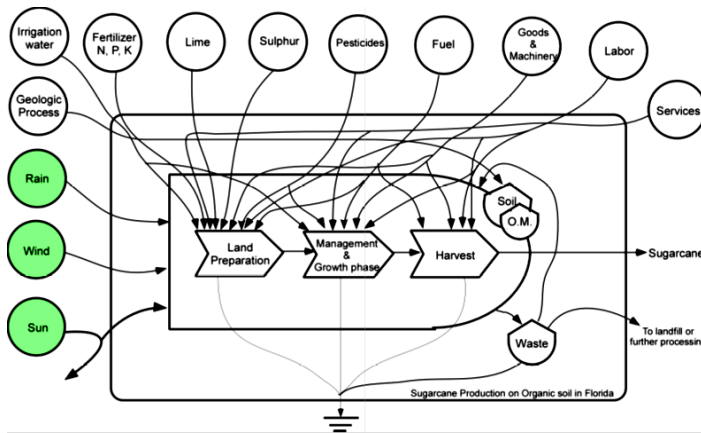 Irrigation
water
Fertilizer
N, P, K
Lime
Sulphur
Pesticides
Fuel
Goods
&
Machinery
Labor
Geologic
Process
Services
Rain
Wind
Sun
Soil
O.M.
Land
Preparation
Management
&
Growth phase
Harvest
Sugarcane
Waste
To landfill or
further processing
Sugarcane Production on Organic soil in Florida